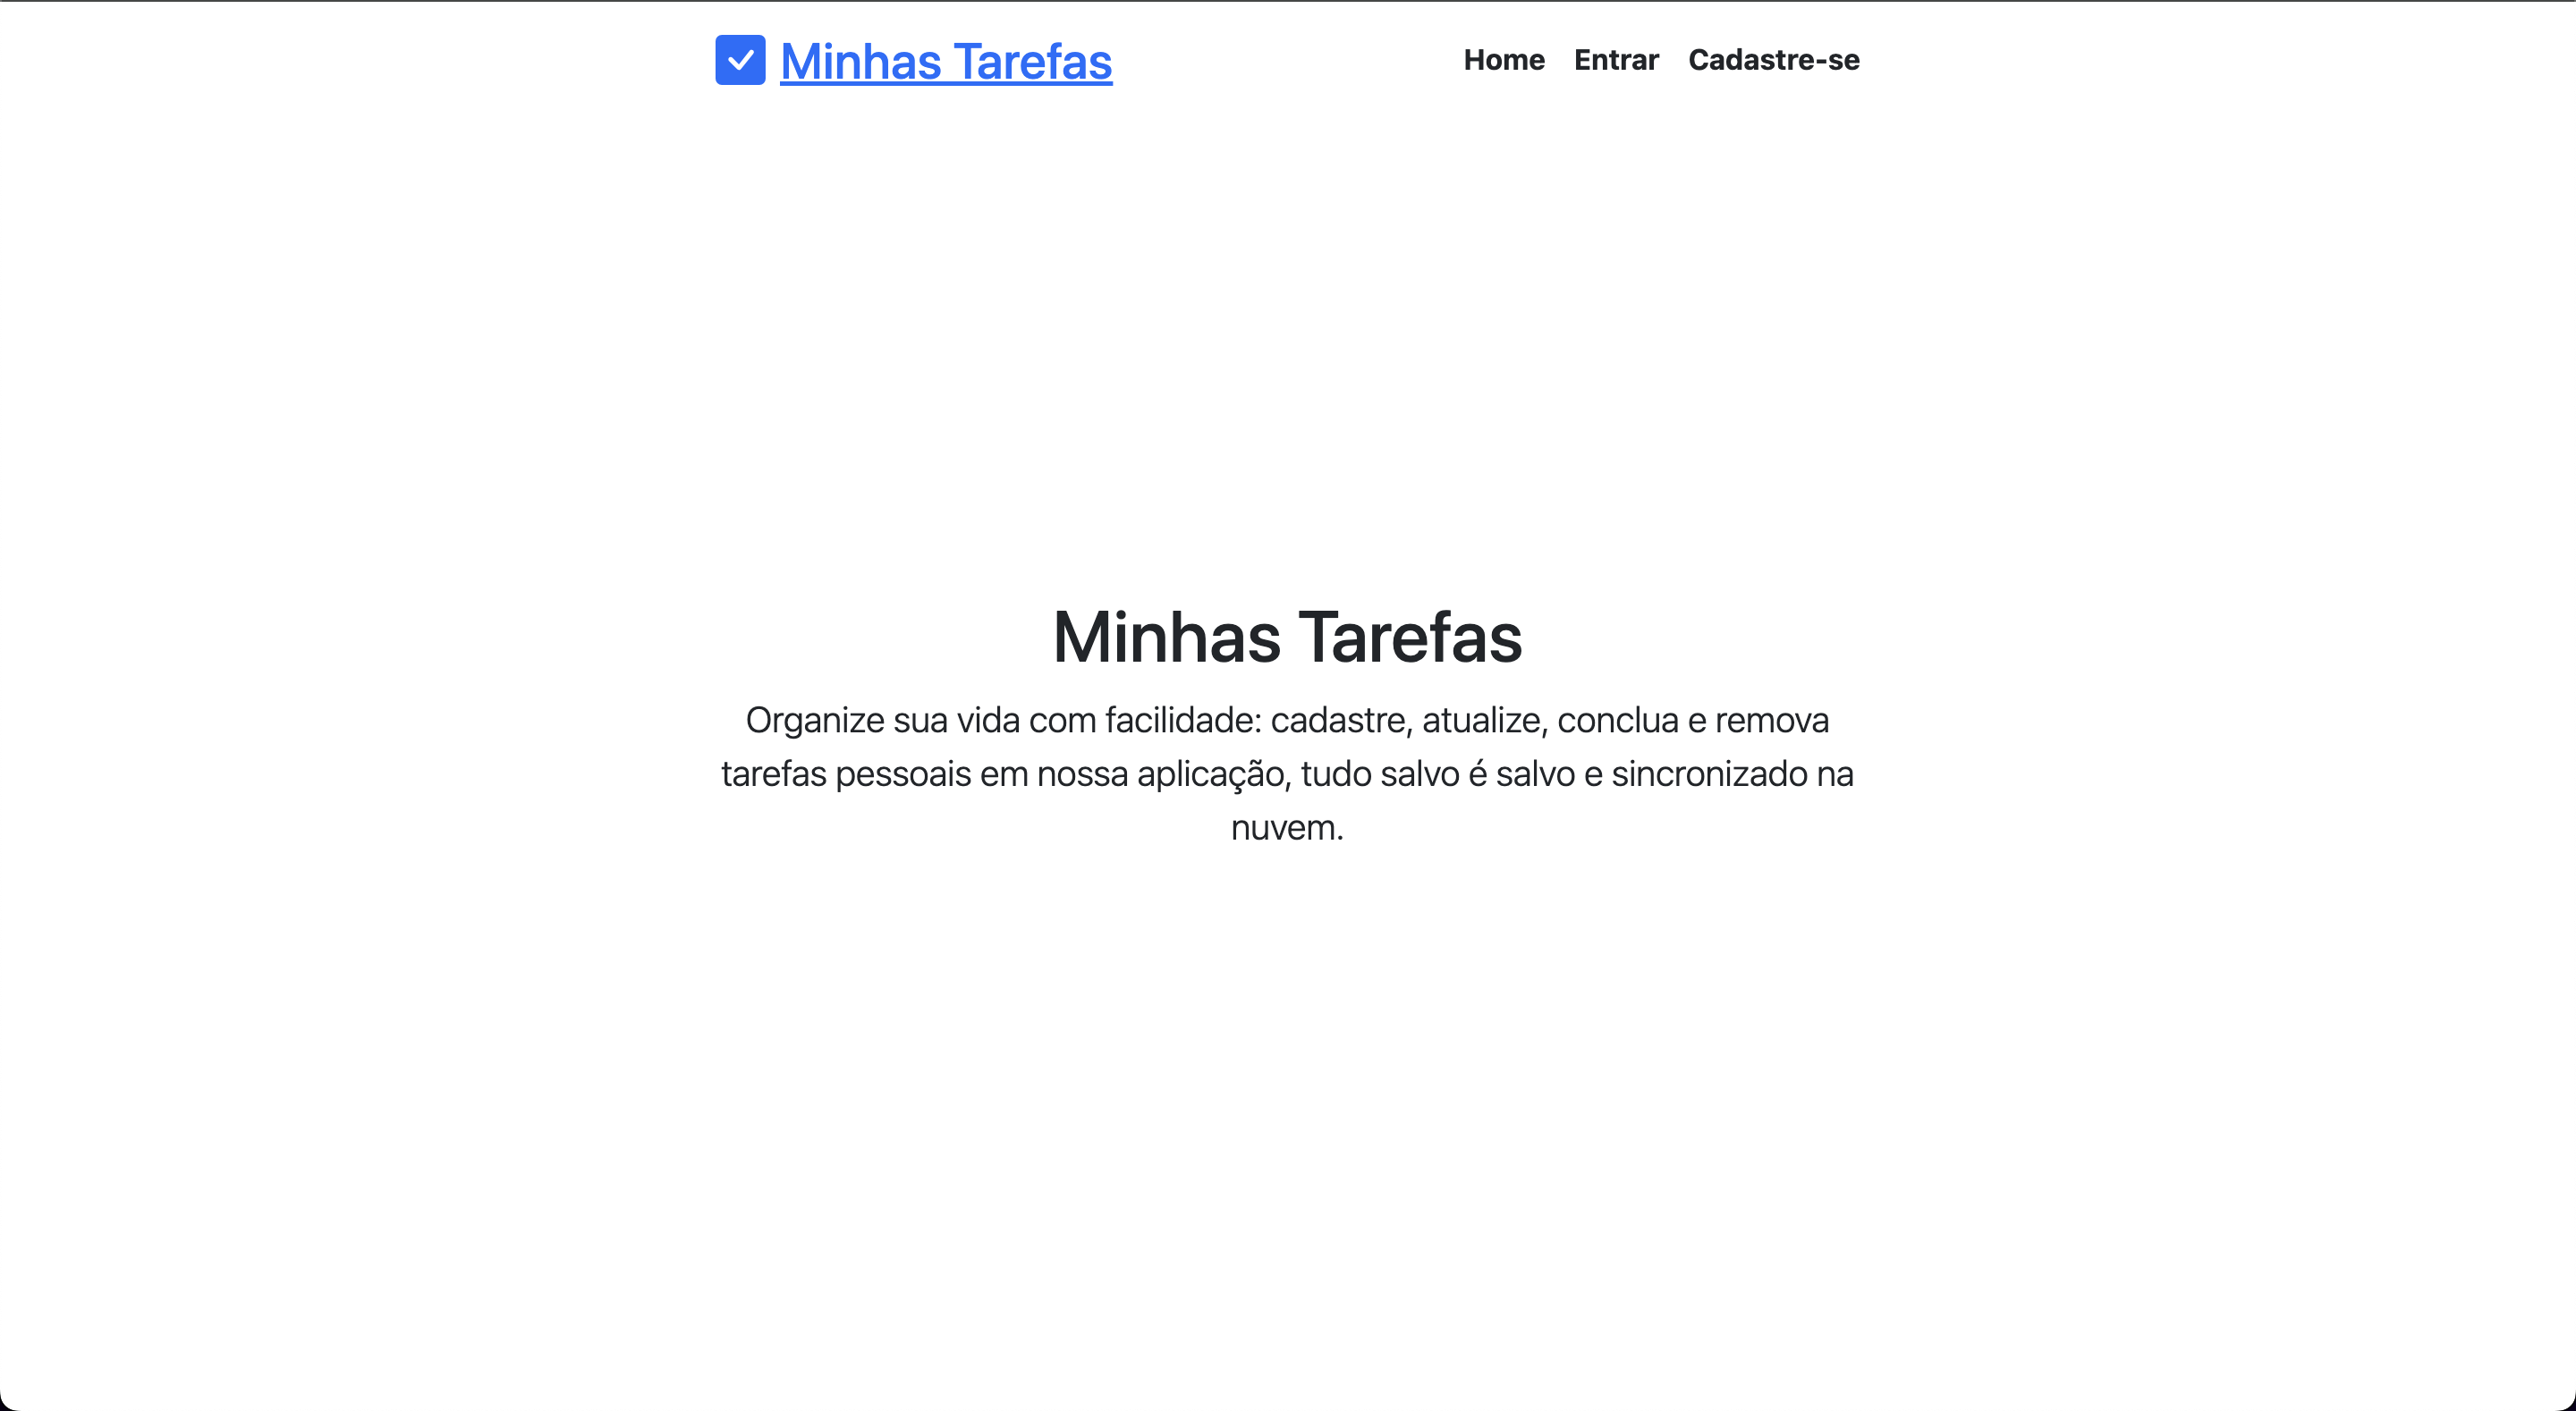 Minhas Tarefas
Home Entrar Cadastre-se
Minhas Tarefas
Organize sua vida com facilidade: cadastre, atualize, conclua e remova
tarefas pessoais em nossa aplicação, tudo salvo é salvo e sincronizado na
nuvem.